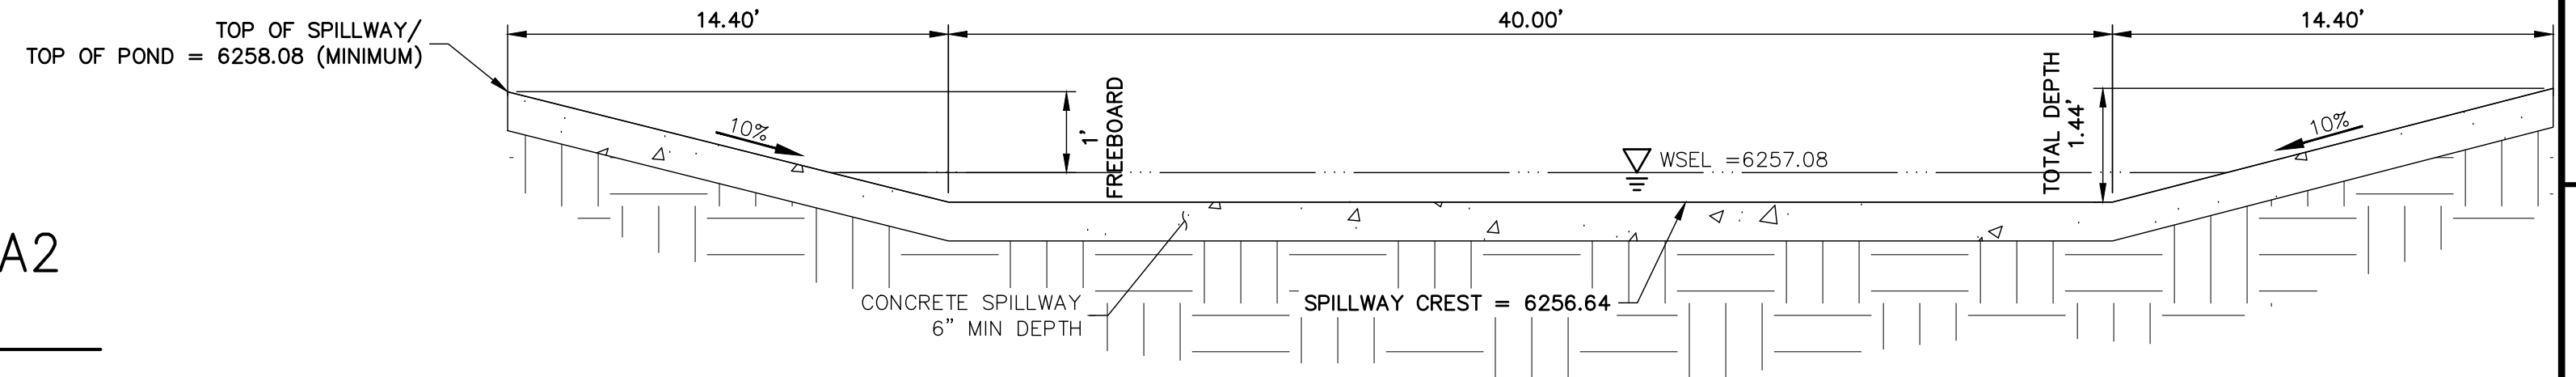 14.40'
40.00'
14.40'
TOP OF SPILLWAY/
TOP OF POND = 6258.08 (MINIMUM)
10%
1'
FREEBOARD
WSEL =6257.08
TOTAL DEPTH
1.44'
10%
A2
CONCRETE SPILLWAY
6" MIN DEPTH
SPILLWAY CREST = 6256.64